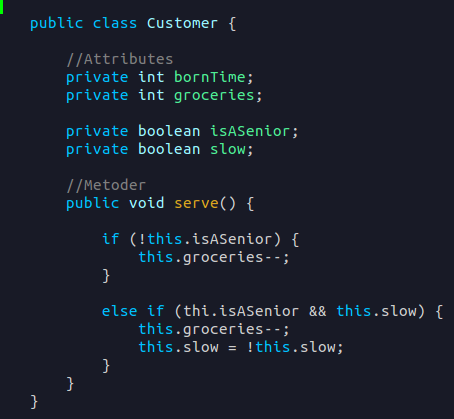 public class Customer {
//Attributes
private int bornTime;
private int groceries;
private boolean isASenior;
private boolean slow;
//Metoder
public void serve() {
if (!this.isASenior) {
this.groceries--;
}
else if (thi.isASenior && this.slow) {
this.groceries--;
this.slow = !this.slow;
}
}
}